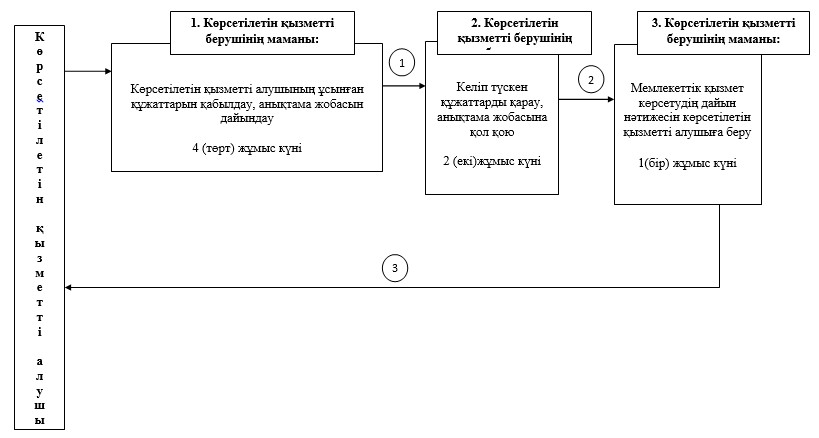 Көрсетілетін қызметті алушы
1. Көрсетілетін қызметті
берушінің маманы:
Көрсетілетін қызметті алушының ұсынған
құжаттарын қабылдау, анықтама жобасын
дайындау
4 (төрт) жұмыс күні
1
2. Көрсетілетін
қызметті берушінің
Келіп түскен
құжаттарды қарау,
анықтама жобасына
қол қою
2 (екі)жұмыс күні
2
3. Көрсетілетін қызметті
берушінің маманы:
Мемлекеттік қызмет
көрсетудің дайын
нәтижесін көрсетілетін
қызметті алушыға беру
1(бір) жұмыс күні
3